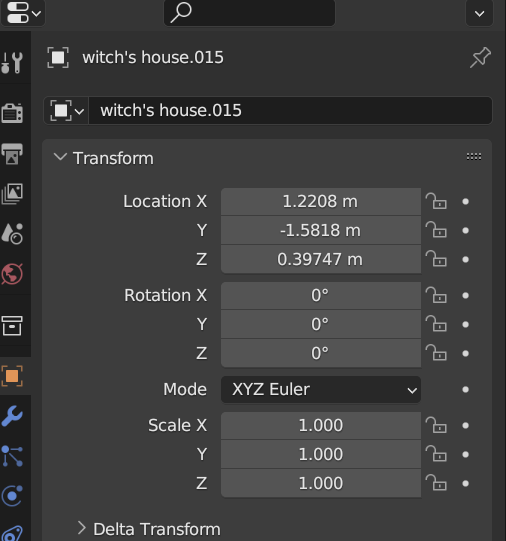 witch's house.015
witch's house.015
Transform
Location X 1.2208 m
Y -1.5818 m
Z 0.39747 m
Rotation X 0°
Y 0°
Z 0°
Mode XYZ Euler
Scale X 1.000
Y 1.000
Z 1.000
Delta Transform